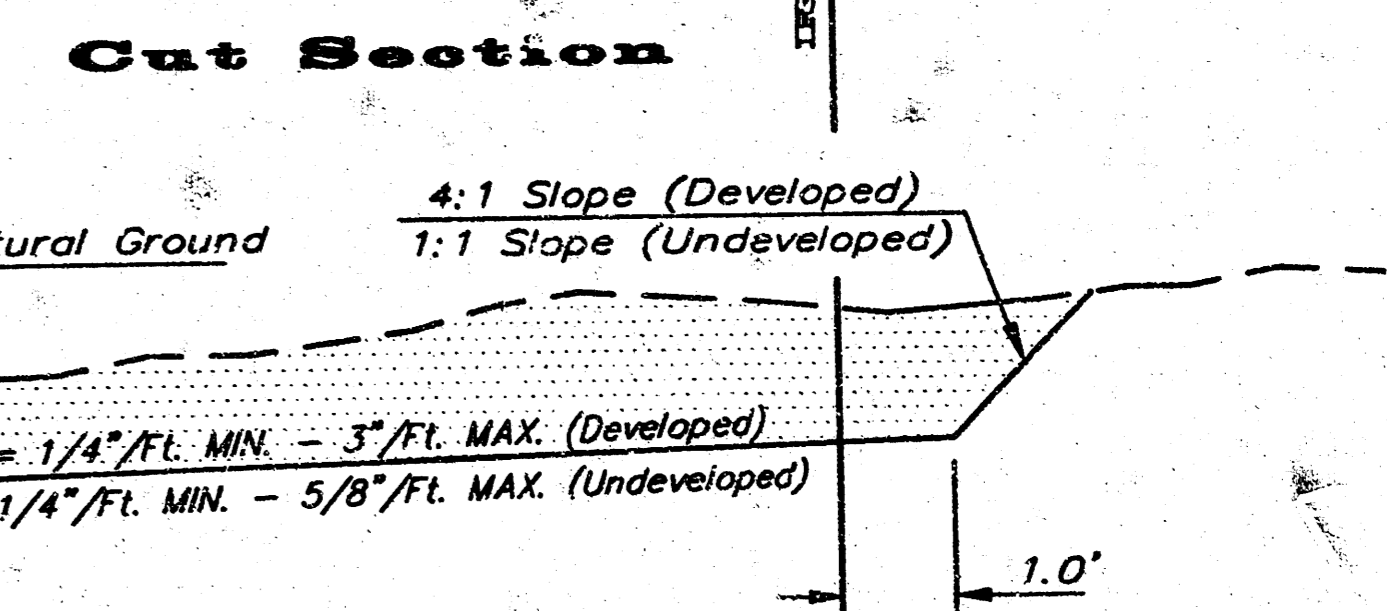 Cut Section
4:1 Slope (Developed)
1:1 Slope (Undeveloped)
tural Ground
= 1/4"/Ft. MIN. - 3"/Ft. MAX. (Developed)
1/4"/Ft. MIN. - 5/8"/Ft. MAX. (Undeveloped)
1.0'